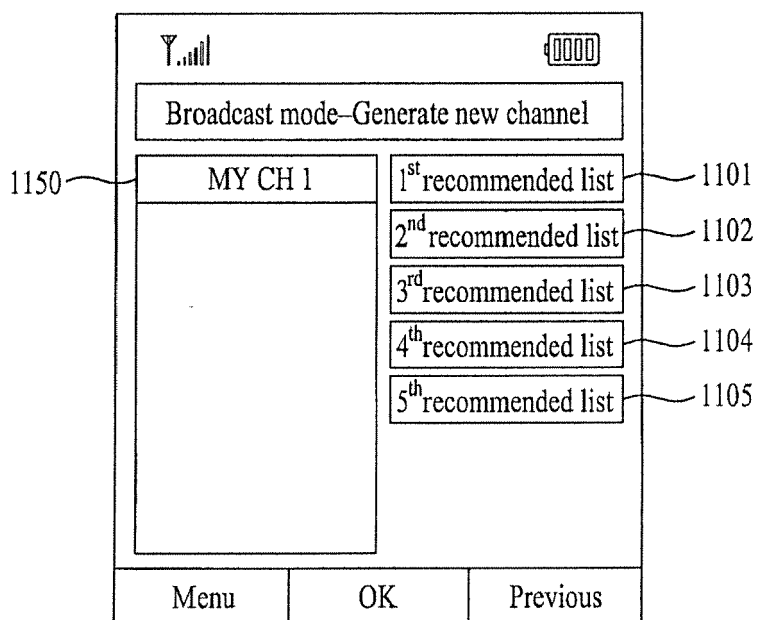 Broadcast mode–Generate new channel
1150
MY CH 1
1st recommended list
1101
2nd recommended list
1102
3rd recommended list
1103
4th recommended list
1104
5th recommended list
1105
Menu
OK
Previous